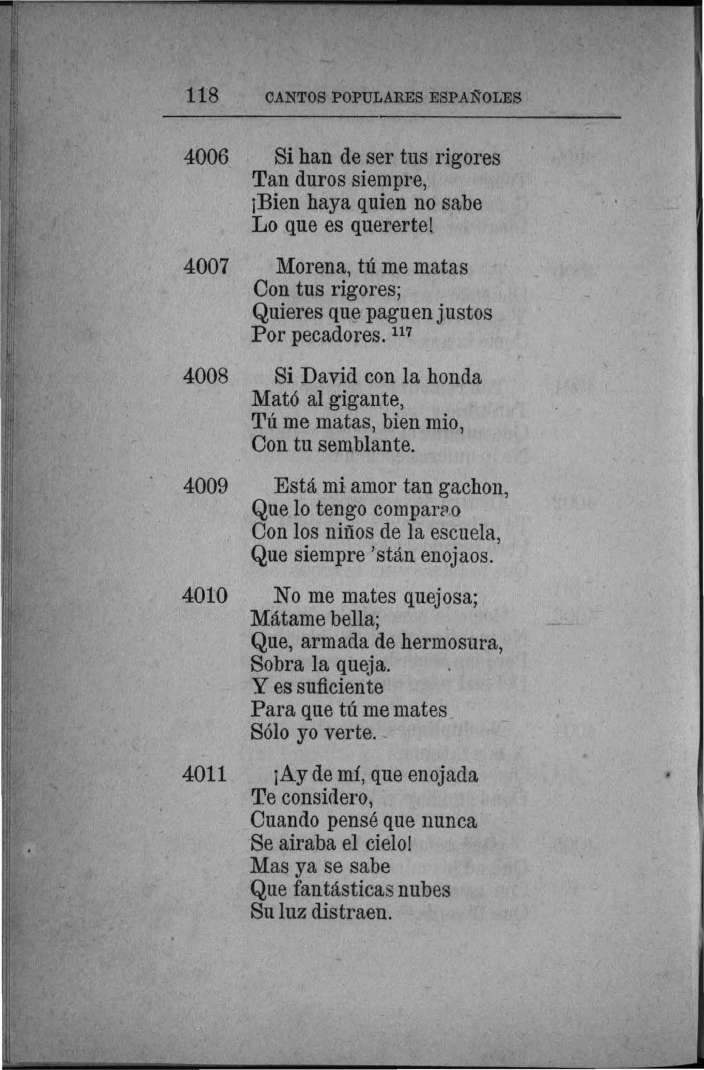 118 CANTOS POPULARES ESPAÑOLES
4006 Si han de ser tus rigores
Tan duros siempre,
¡Bien haya quien no sabe
Lo que es quererte!
4007 Morena, tú me matas
Con tus rigores;
Quieres que paguen justos
Por pecadores. 117
4008 Si David con la honda
Mató al gigante,
Tú me matas, bien mio,
Con tu semblante.
4009 Está mi amor tan gachon,
Que lo tengo comparao
Con los niños de la escuela,
Que siempre 'stán enojaos.
4010 No me mates quejosa;
Mátame bella;
Que, armada de hermosura,
Sobra la queja.
Y es suficiente
Para que tú me mates
Sólo yo verte.
4011 ¡Ay de mí, que enojada
Te considero,
Cuando pensé que nunca
Se airaba el cielo!
Mas ya se sabe
Que fantásticas nubes
Su luz distraen.